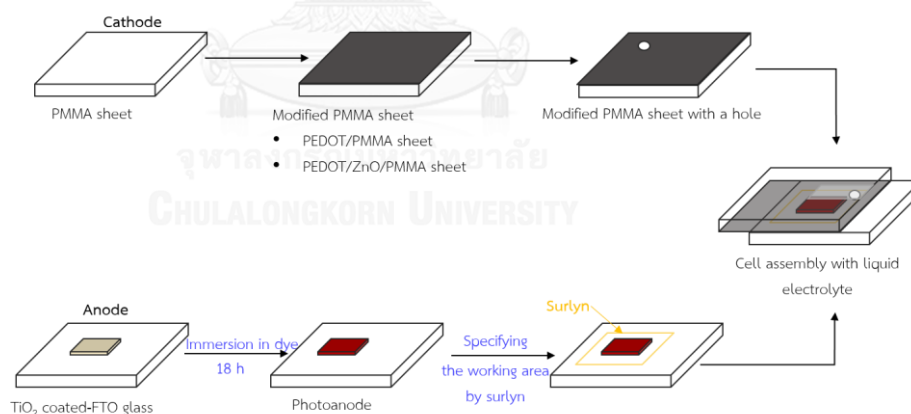 Cathode
PMMA sheet
Modified PMMA sheet
• PEDOT/PMMA sheet
• PEDOT/ZnO/PMMA sheet
Modified PMMA sheet with a hole
จุฬาลงกรณ์มหาวิทยาลัย
CHULALONGKORN UNIVERSITY
Cell assembly with liquid
electrolyte
Anode
TiO₂ coated-FTO glass
Immersion in dye
18 h
Photoanode
Specifying
the working area
by surlyn
Surlyn